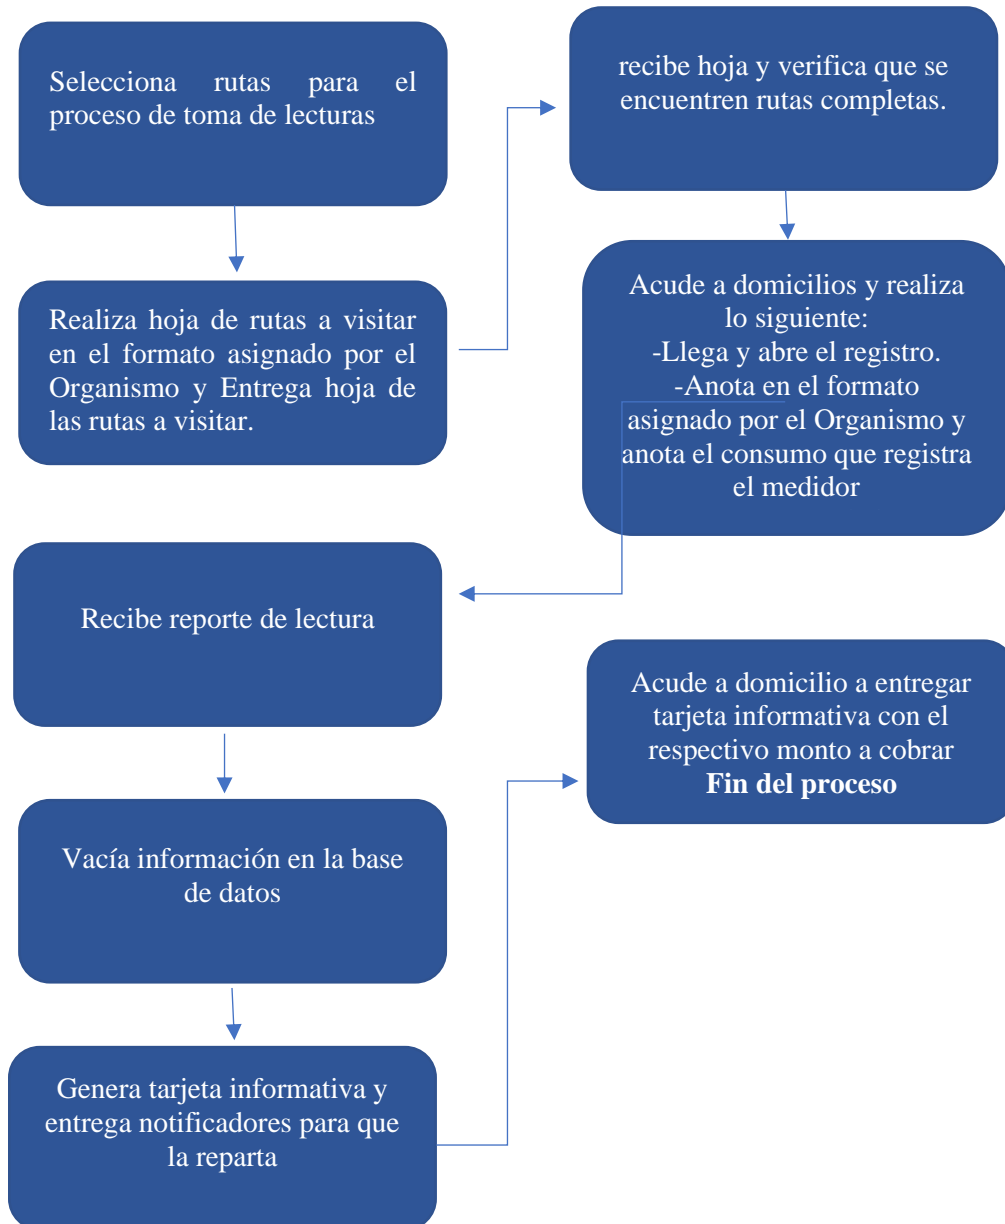 Selecciona rutas para el
proceso de toma de lecturas
Realiza hoja de rutas a visitar
en el formato asignado por el
Organismo y Entrega hoja de
las rutas a visitar.
recibe hoja y verifica que se
encuentren rutas completas.
Acude a domicilios y realiza
lo siguiente:
-Llega y abre el registro.
-Anota en el formato
asignado por el Organismo y
anota el consumo que registra
el medidor
Recibe reporte de lectura
Vacía información en la base
de datos
Genera tarjeta informativa y
entrega notificadores para que
la reparta
Acude a domicilio a entregar
tarjeta informativa con el
respectivo monto a cobrar
Fin del proceso